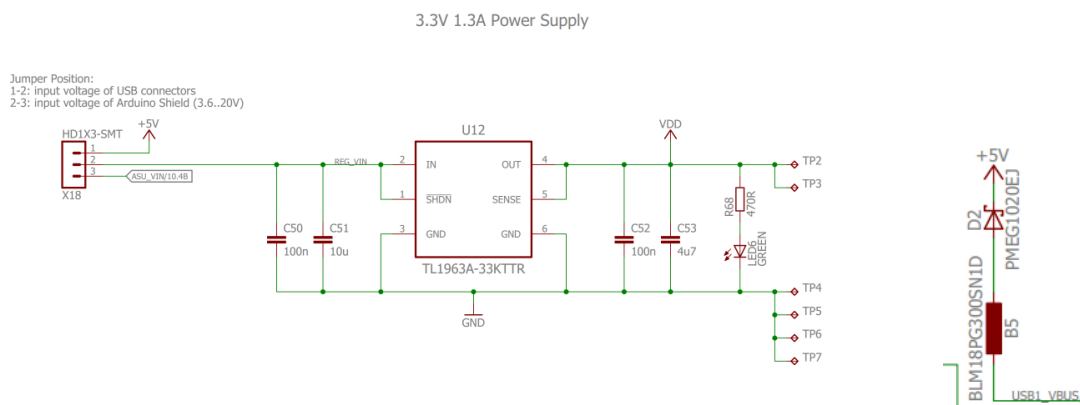 3.3V 1.3A Power Supply
Jumper Position:
1-2: input voltage of USB connectors
2-3: input voltage of Arduino Shield (3.6..20V)
+5V
HD1X3-SMT
1
2
3
X18
ASU_VIN/10.4B
REG_VIN
U12
2
IN
OUT
4
1
SHDN
SENSE
5
3
GND
GND
6
TL1963A-33KTTR
C50
100n
C51
10u
GND
VDD
C52
100n
C53
4u7
R68
470R
LED6
GREEN
TP2
TP3
TP4
TP5
TP6
TP7
+5V
D2
PMEG1020EJ
BLM18PG300SN1D
B5
USB1_VBUS